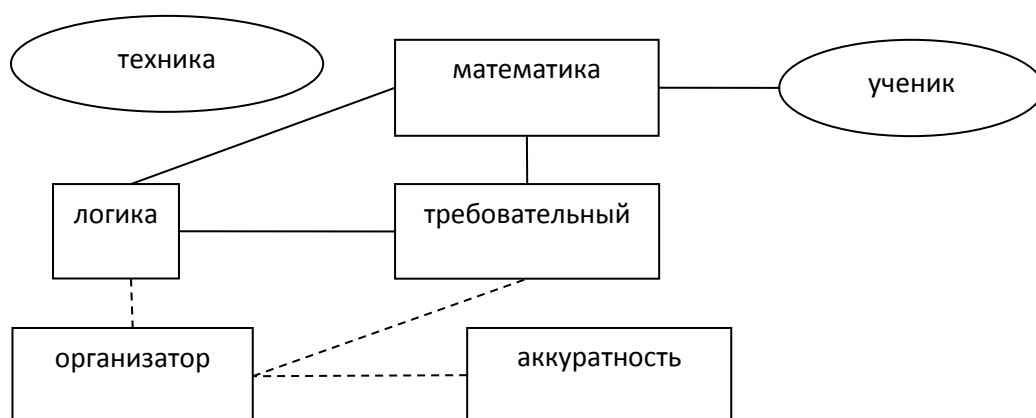 техника
математика
ученик
логика
требовательный
организатор
аккуратность